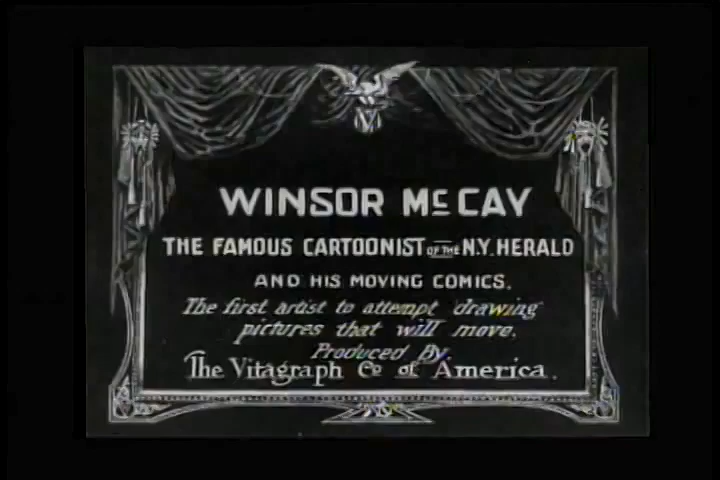 WINSOR McCAY
THE FAMOUS CARTOONIST OF THE N.Y. HERALD
AND HIS MOVING COMICS.
The first artist to attempt drawing
pictures that will move.
Produced By
The Vitagraph Co of America.